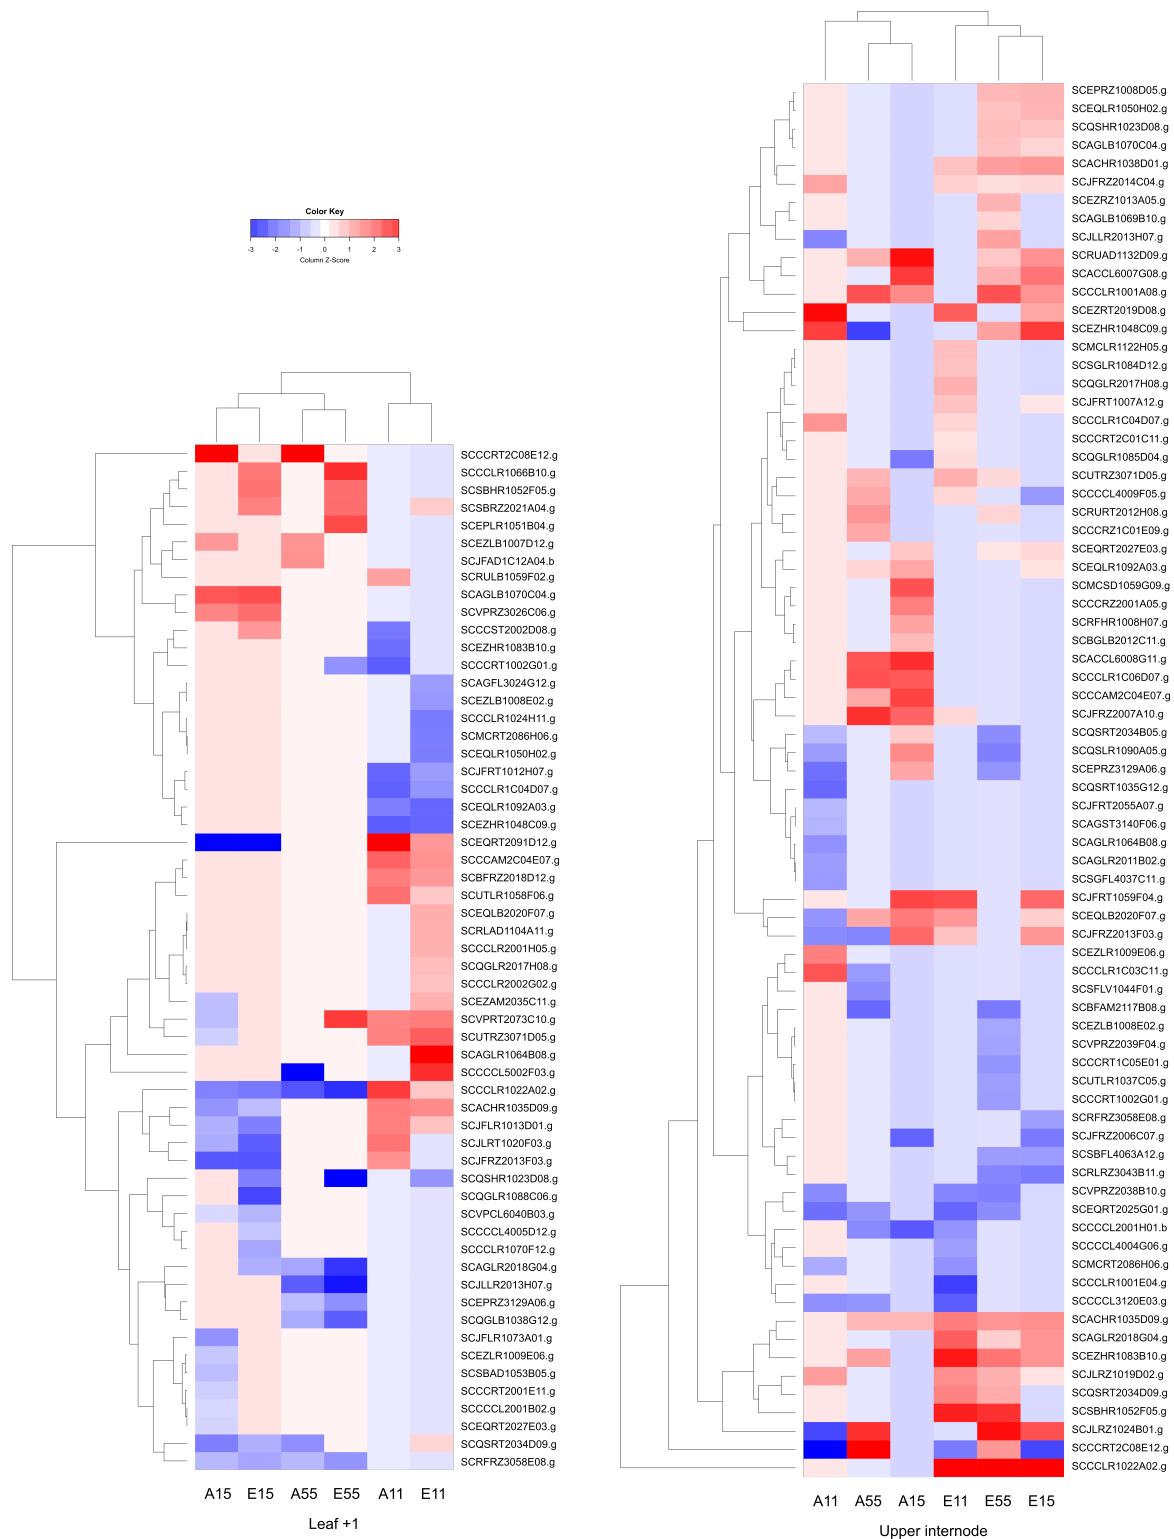 Color Key
-3 -2 -1 0 1 2 3
Column Z-Score
SCCCRT2C08E12.g
SCCCLR1066B10.g
SCSBHR1052F05.g
SCSBRZ2021A04.g
SCEPLR1051B04.g
SCEZLB1007D12.g
SCJFAD1C12A04.b
SCRULB1059F02.g
SCAGLB1070C04.g
SCVPRZ3026C06.g
SCCCST2002D08.g
SCEZHR1083B10.g
SCCCRT1002G01.g
SCAGFL3024G12.g
SCEZLB1008E02.g
SCCCLR1024H11.g
SCMCRT2086H06.g
SCEQLR1050H02.g
SCJFRT1012H07.g
SCCCLR1C04D07.g
SCEQLR1092A03.g
SCEZHR1048C09.g
SCEQRT2091D12.g
SCCCAM2C04E07.g
SCBFRZ2018D12.g
SCUTLR1058F06.g
SCEQLB2020F07.g
SCRLAD1104A11.g
SCCCLR2001H05.g
SCQGLR2017H08.g
SCCCLR2002G02.g
SCEZAM2035C11.g
SCVPRT2073C10.g
SCUTRZ3071D05.g
SCAGLR1064B08.g
SCCCCL5002F03.g
SCCCLR1022A02.g
SCACHR1035D09.g
SCJFLR1013D01.g
SCJLRT1020F03.g
SCJFRZ2013F03.g
SCQSHR1023D08.g
SCQGLR1088C06.g
SCVPCL6040B03.g
SCCCCL4005D12.g
SCCCLR1070F12.g
SCAGLR2018G04.g
SCJLLR2013H07.g
SCEPRZ3129A06.g
SCQGLB1038G12.g
SCJFLR1073A01.g
SCEZLR1009E06.g
SCSBAD1053B05.g
SCCCRT2001E11.g
SCCCCL2001B02.g
SCEQRT2027E03.g
SCQSRT2034D09.g
SCRFRZ3058E08.g
A15 E15 A55 E55 A11 E11
Leaf +1
SCEPRZ1008D05.g
SCEQLR1050H02.g
SCQSHR1023D08.g
SCAGLB1070C04.g
SCACHR1038D01.g
SCJFRZ2014C04.g
SCEZRZ1013A05.g
SCAGLB1069B10.g
SCJLLR2013H07.g
SCRUAD1132D09.g
SCACCL6007G08.g
SCCCLR1001A08.g
SCEZRT2019D08.g
SCEZHR1048C09.g
SCMCLR1122H05.g
SCSGLR1084D12.g
SCQGLR2017H08.g
SCJFRT1007A12.g
SCCCLR1C04D07.g
SCCCRT2C01C11.g
SCQGLR1085D04.g
SCUTRZ3071D05.g
SCCCCL4009F05.g
SCRURT2012H08.g
SCCCRZ1C01E09.g
SCEQRT2027E03.g
SCEQLR1092A03.g
SCMCSD1059G09.g
SCCCRZ2001A05.g
SCRFHR1008H07.g
SCBGLB2012C11.g
SCACCL6008G11.g
SCCCLR1C06D07.g
SCCCAM2C04E07.g
SCJFRZ2007A10.g
SCQSRT2034B05.g
SCQSLR1090A05.g
SCEPRZ3129A06.g
SCQSRT1035G12.g
SCJFRT2055A07.g
SCAGST3140F06.g
SCAGLR1064B08.g
SCAGLR2011B02.g
SCSGFL4037C11.g
SCJFRT1059F04.g
SCEQLB2020F07.g
SCJFRZ2013F03.g
SCEZLR1009E06.g
SCCCLR1C03C11.g
SCSFLV1044F01.g
SCBFAM2117B08.g
SCEZLB1008E02.g
SCVPRZ2039F04.g
SCCCRT1C05E01.g
SCUTLR1037C05.g
SCCCRT1002G01.g
SCRFRZ3058E08.g
SCJFRZ2006C07.g
SCSBFL4063A12.g
SCRLRZ3043B11.g
SCVPRZ2038B10.g
SCEQRT2025G01.g
SCCCCL2001H01.b
SCCCCL4004G06.g
SCMCRT2086H06.g
SCCCLR1001E04.g
SCCCCL3120E03.g
SCACHR1035D09.g
SCAGLR2018G04.g
SCEZHR1083B10.g
SCJLRZ1019D02.g
SCQSRT2034D09.g
SCSBHR1052F05.g
SCJLRZ1024B01.g
SCCCRT2C08E12.g
SCCCLR1022A02.g
A11 A55 A15 E11 E55 E15
Upper internode